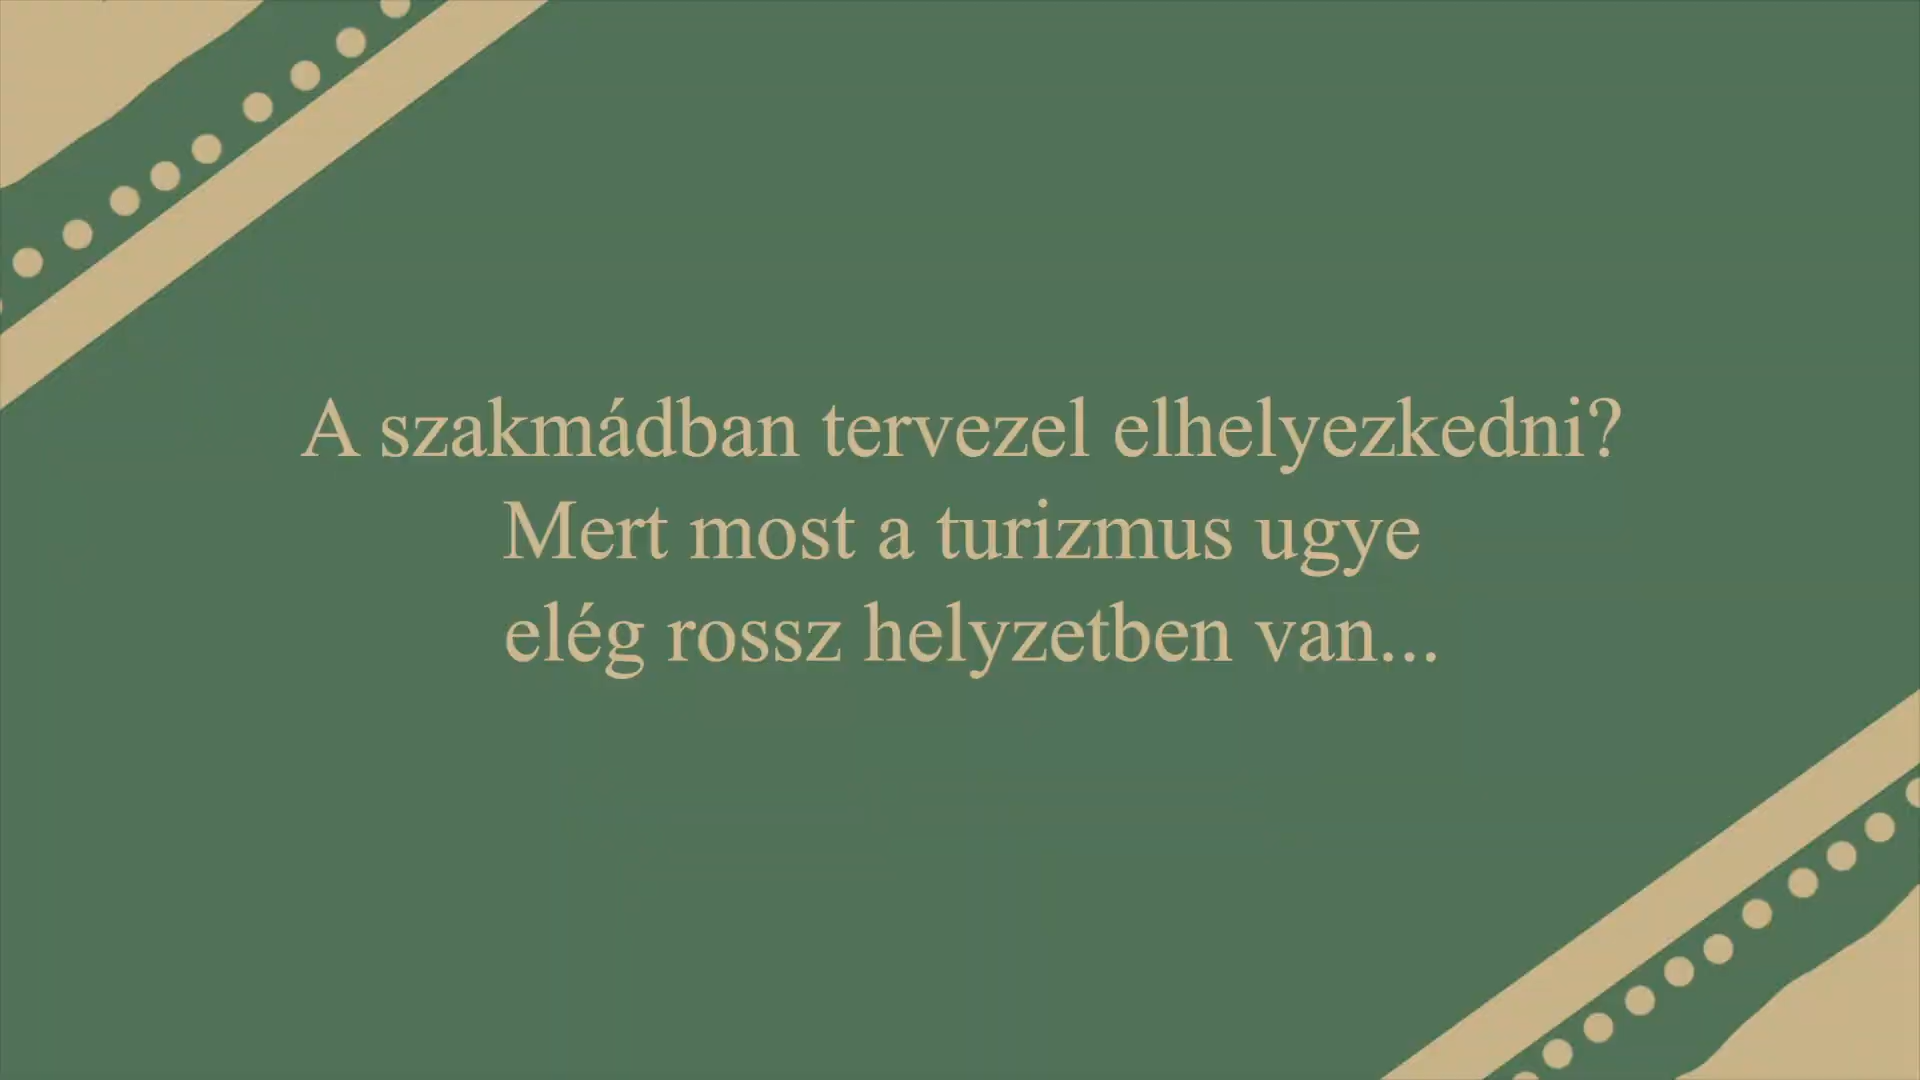 A szakmádban tervezel elhelyezkedni?
Mert most a turizmus ugye
elég rossz helyzetben van...